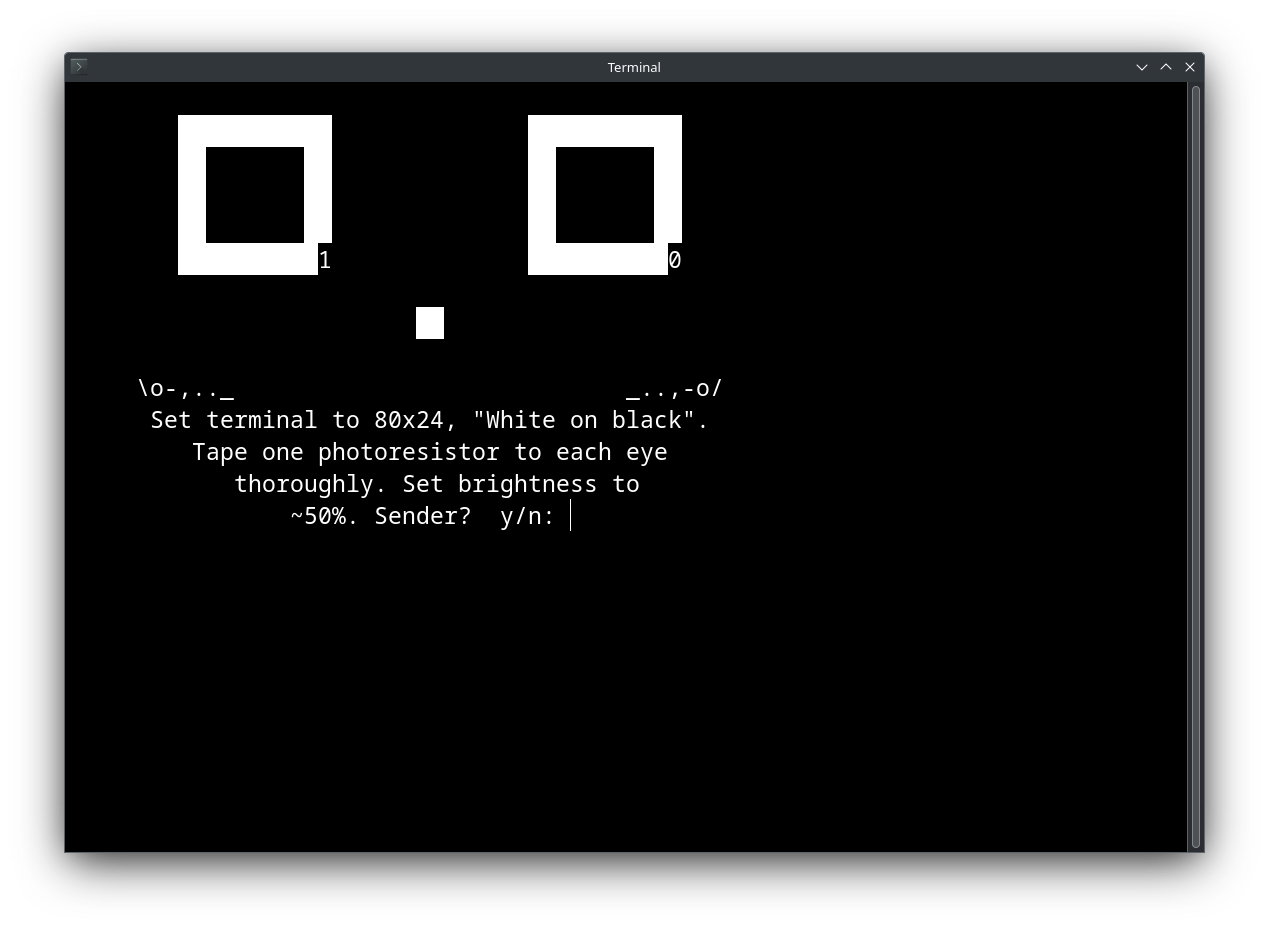 Terminal
1 0
\o-,.._ _..,-o/
Set terminal to 80x24, "White on black".
Tape one photoresistor to each eye
thoroughly. Set brightness to
~50%. Sender?  y/n: